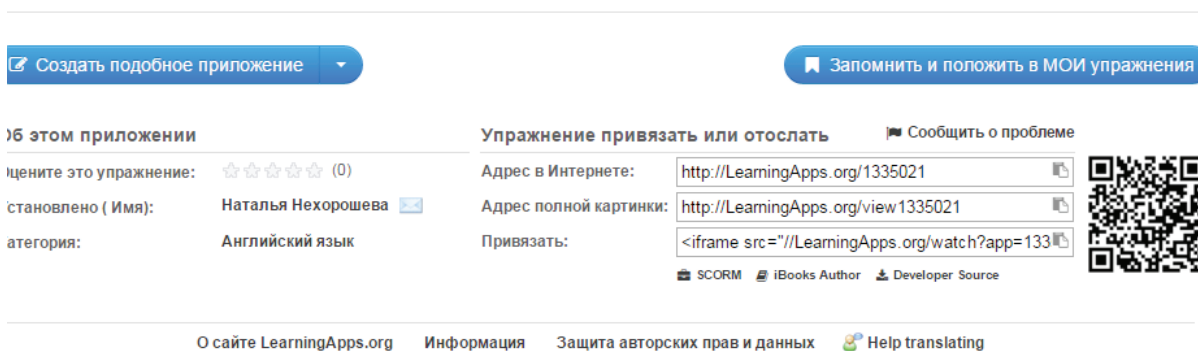 Создать подобное приложение
Запомнить и положить в МОИ упражнения
Об этом приложении
Оцените это упражнение: (0)
Установлено ( Имя): Наталья Нехорошева
атегория: Английский язык
Упражнение привязать или отослать
Сообщить о проблеме
Адрес в Интернете: http://LearningApps.org/1335021
Адрес полной картинки: http://LearningApps.org/view1335021
Привязать: <iframe src="//LearningApps.org/watch?app=133
SCORM iBooks Author Developer Source
О сайте LearningApps.org Информация Защита авторских прав и данных Help translating